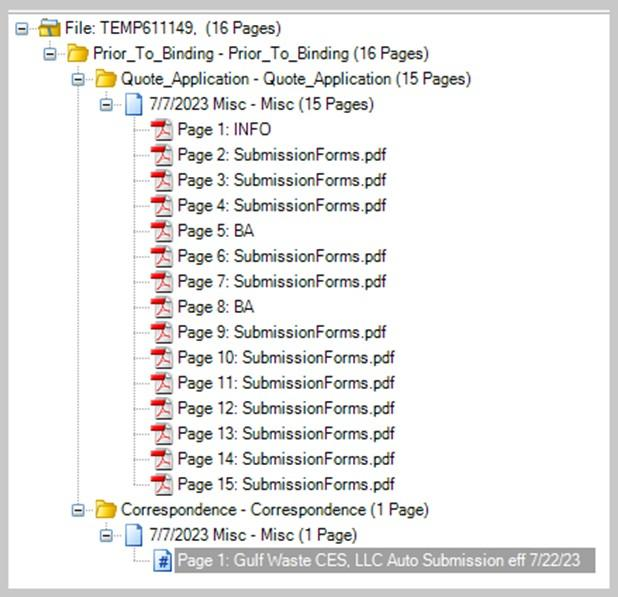 File: TEMP611149, (16 Pages)
Prior_To_Binding - Prior_To_Binding (16 Pages)
Quote_Application - Quote_Application (15 Pages)
7/7/2023 Misc - Misc (15 Pages)
Page 1: INFO
Page 2: SubmissionForms.pdf
Page 3: SubmissionForms.pdf
Page 4: SubmissionForms.pdf
Page 5: BA
Page 6: SubmissionForms.pdf
Page 7: SubmissionForms.pdf
Page 8: BA
Page 9: SubmissionForms.pdf
Page 10: SubmissionForms.pdf
Page 11: SubmissionForms.pdf
Page 12: SubmissionForms.pdf
Page 13: SubmissionForms.pdf
Page 14: SubmissionForms.pdf
Page 15: SubmissionForms.pdf
Correspondence - Correspondence (1 Page)
7/7/2023 Misc - Misc (1 Page)
# Page 1: Gulf Waste CES, LLC Auto Submission eff 7/22/23